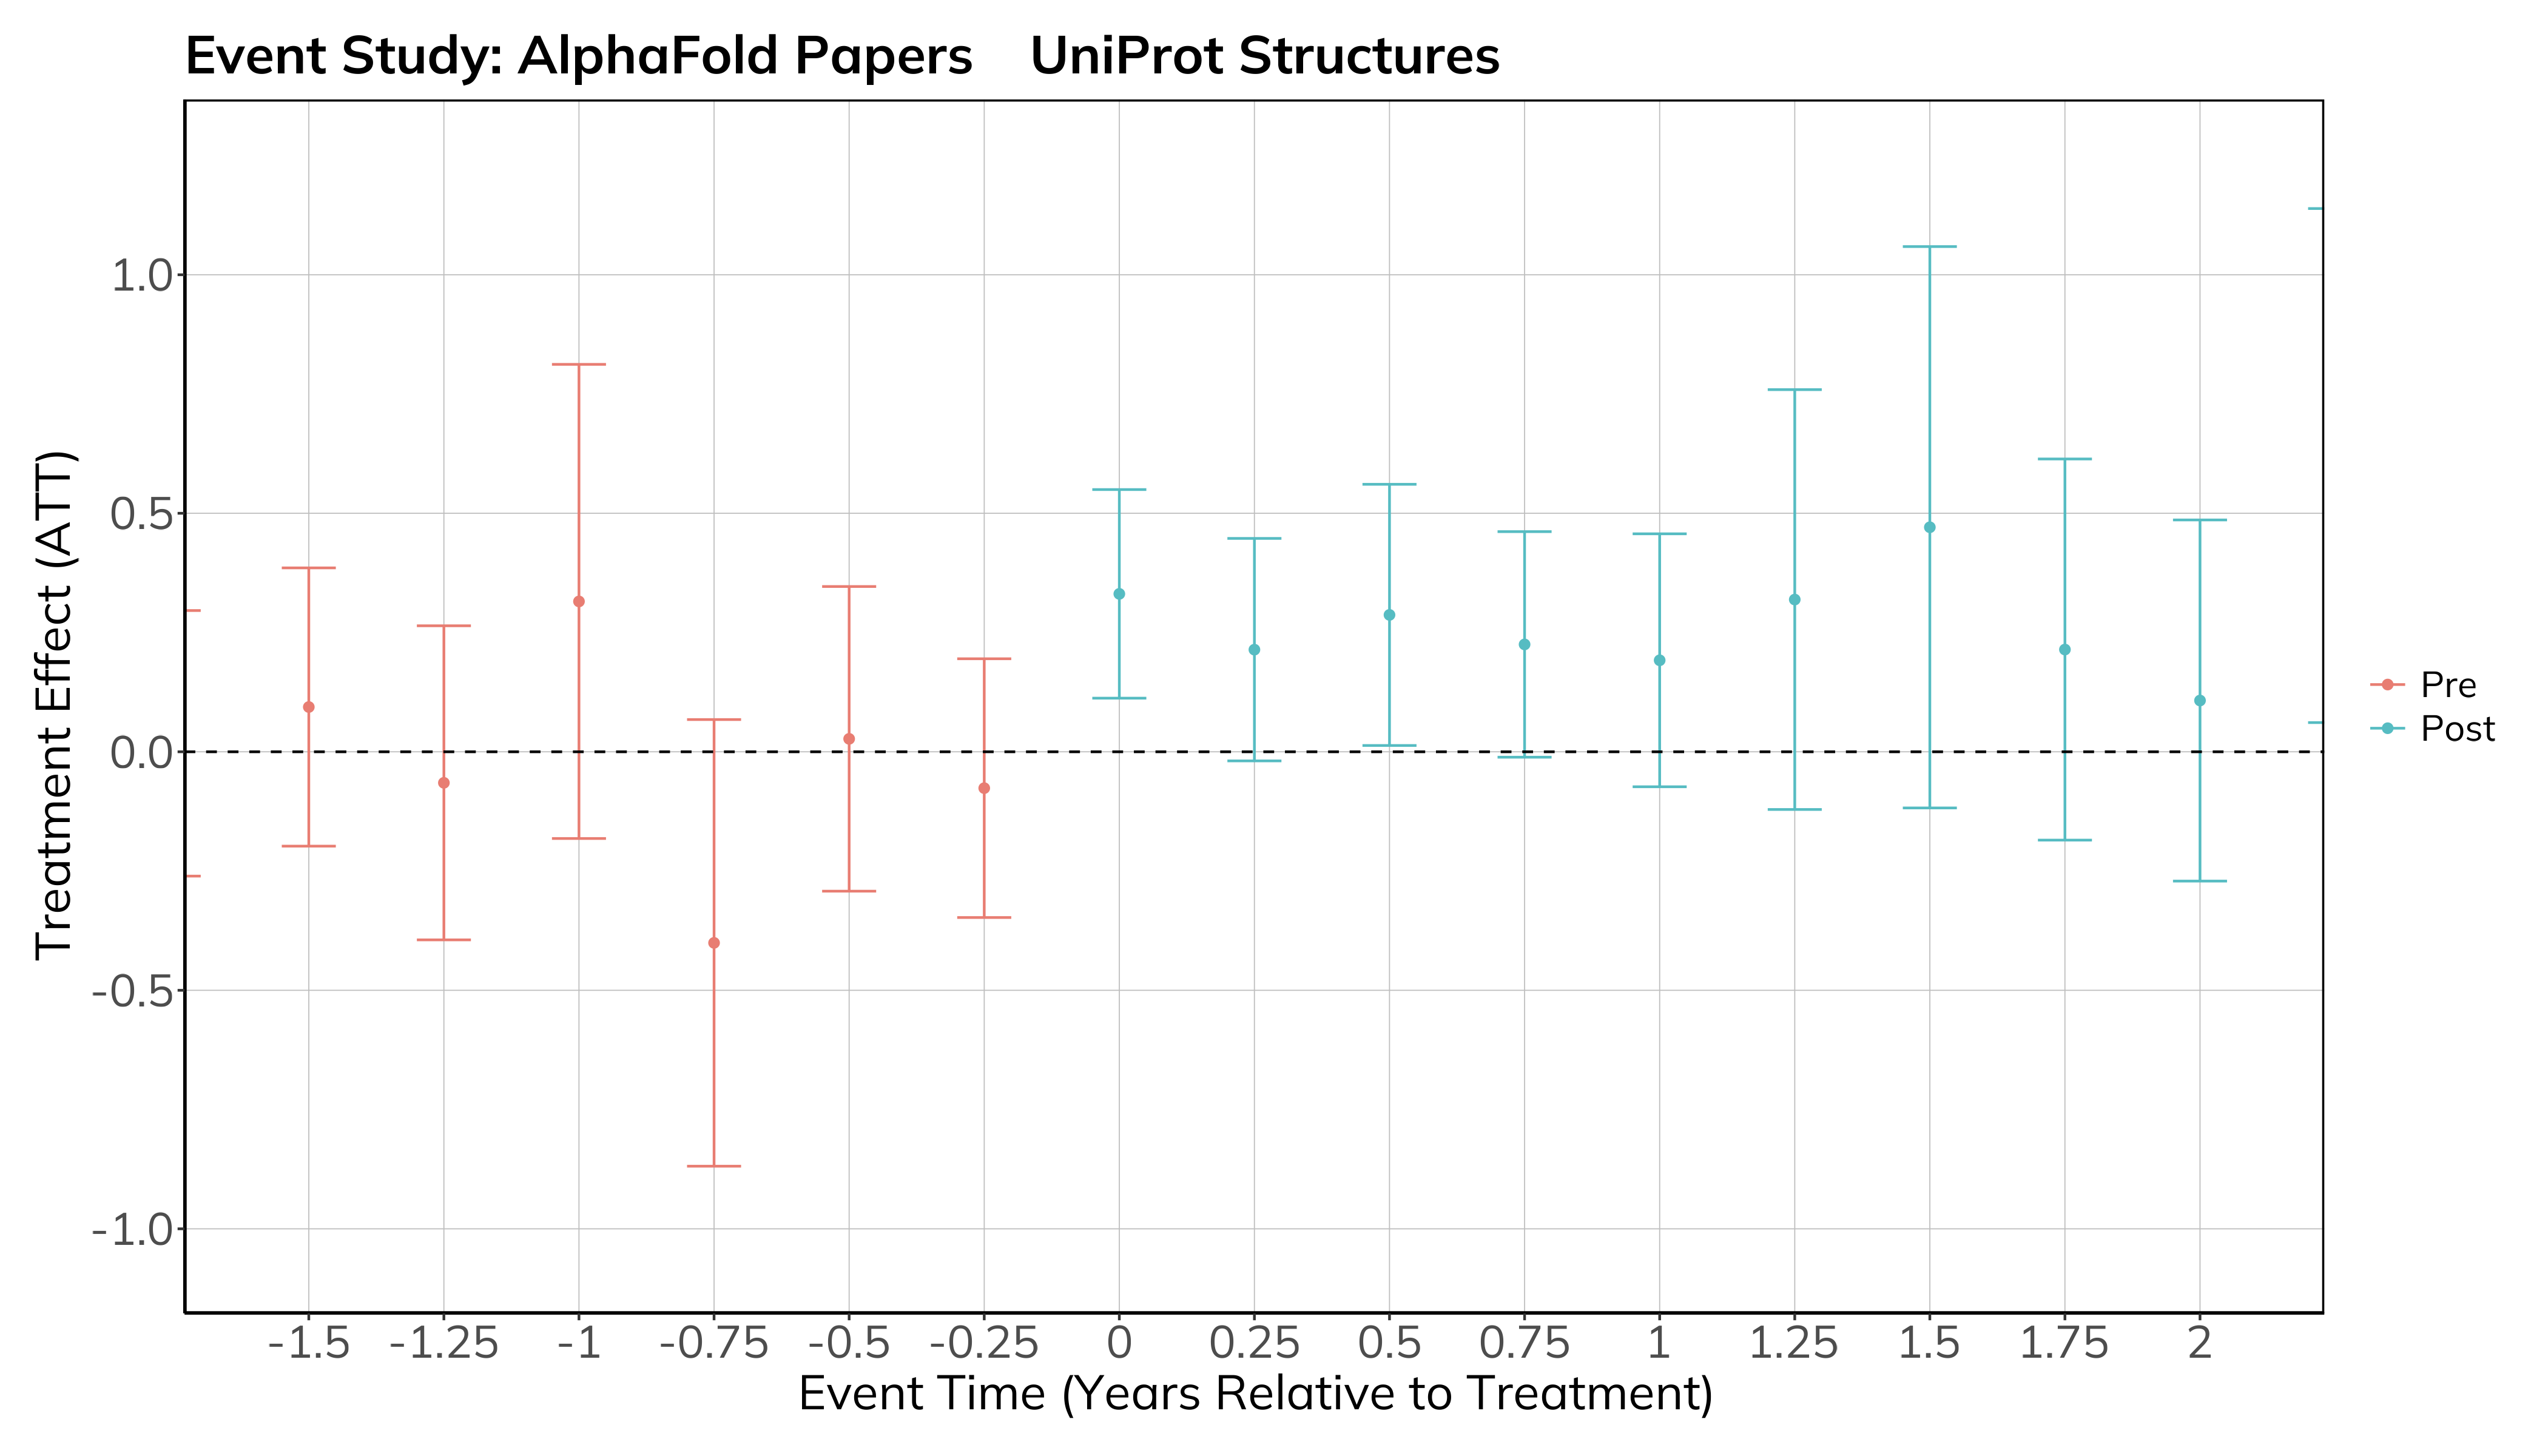 Event Study: AlphaFold Papers UniProt Structures
Treatment Effect (ATT)
1.0
0.5
0.0
-0.5
-1.0
-1.5 -1.25 -1 -0.75 -0.5 -0.25 0 0.25 0.5 0.75 1 1.25 1.5 1.75 2
Event Time (Years Relative to Treatment)
Pre
Post